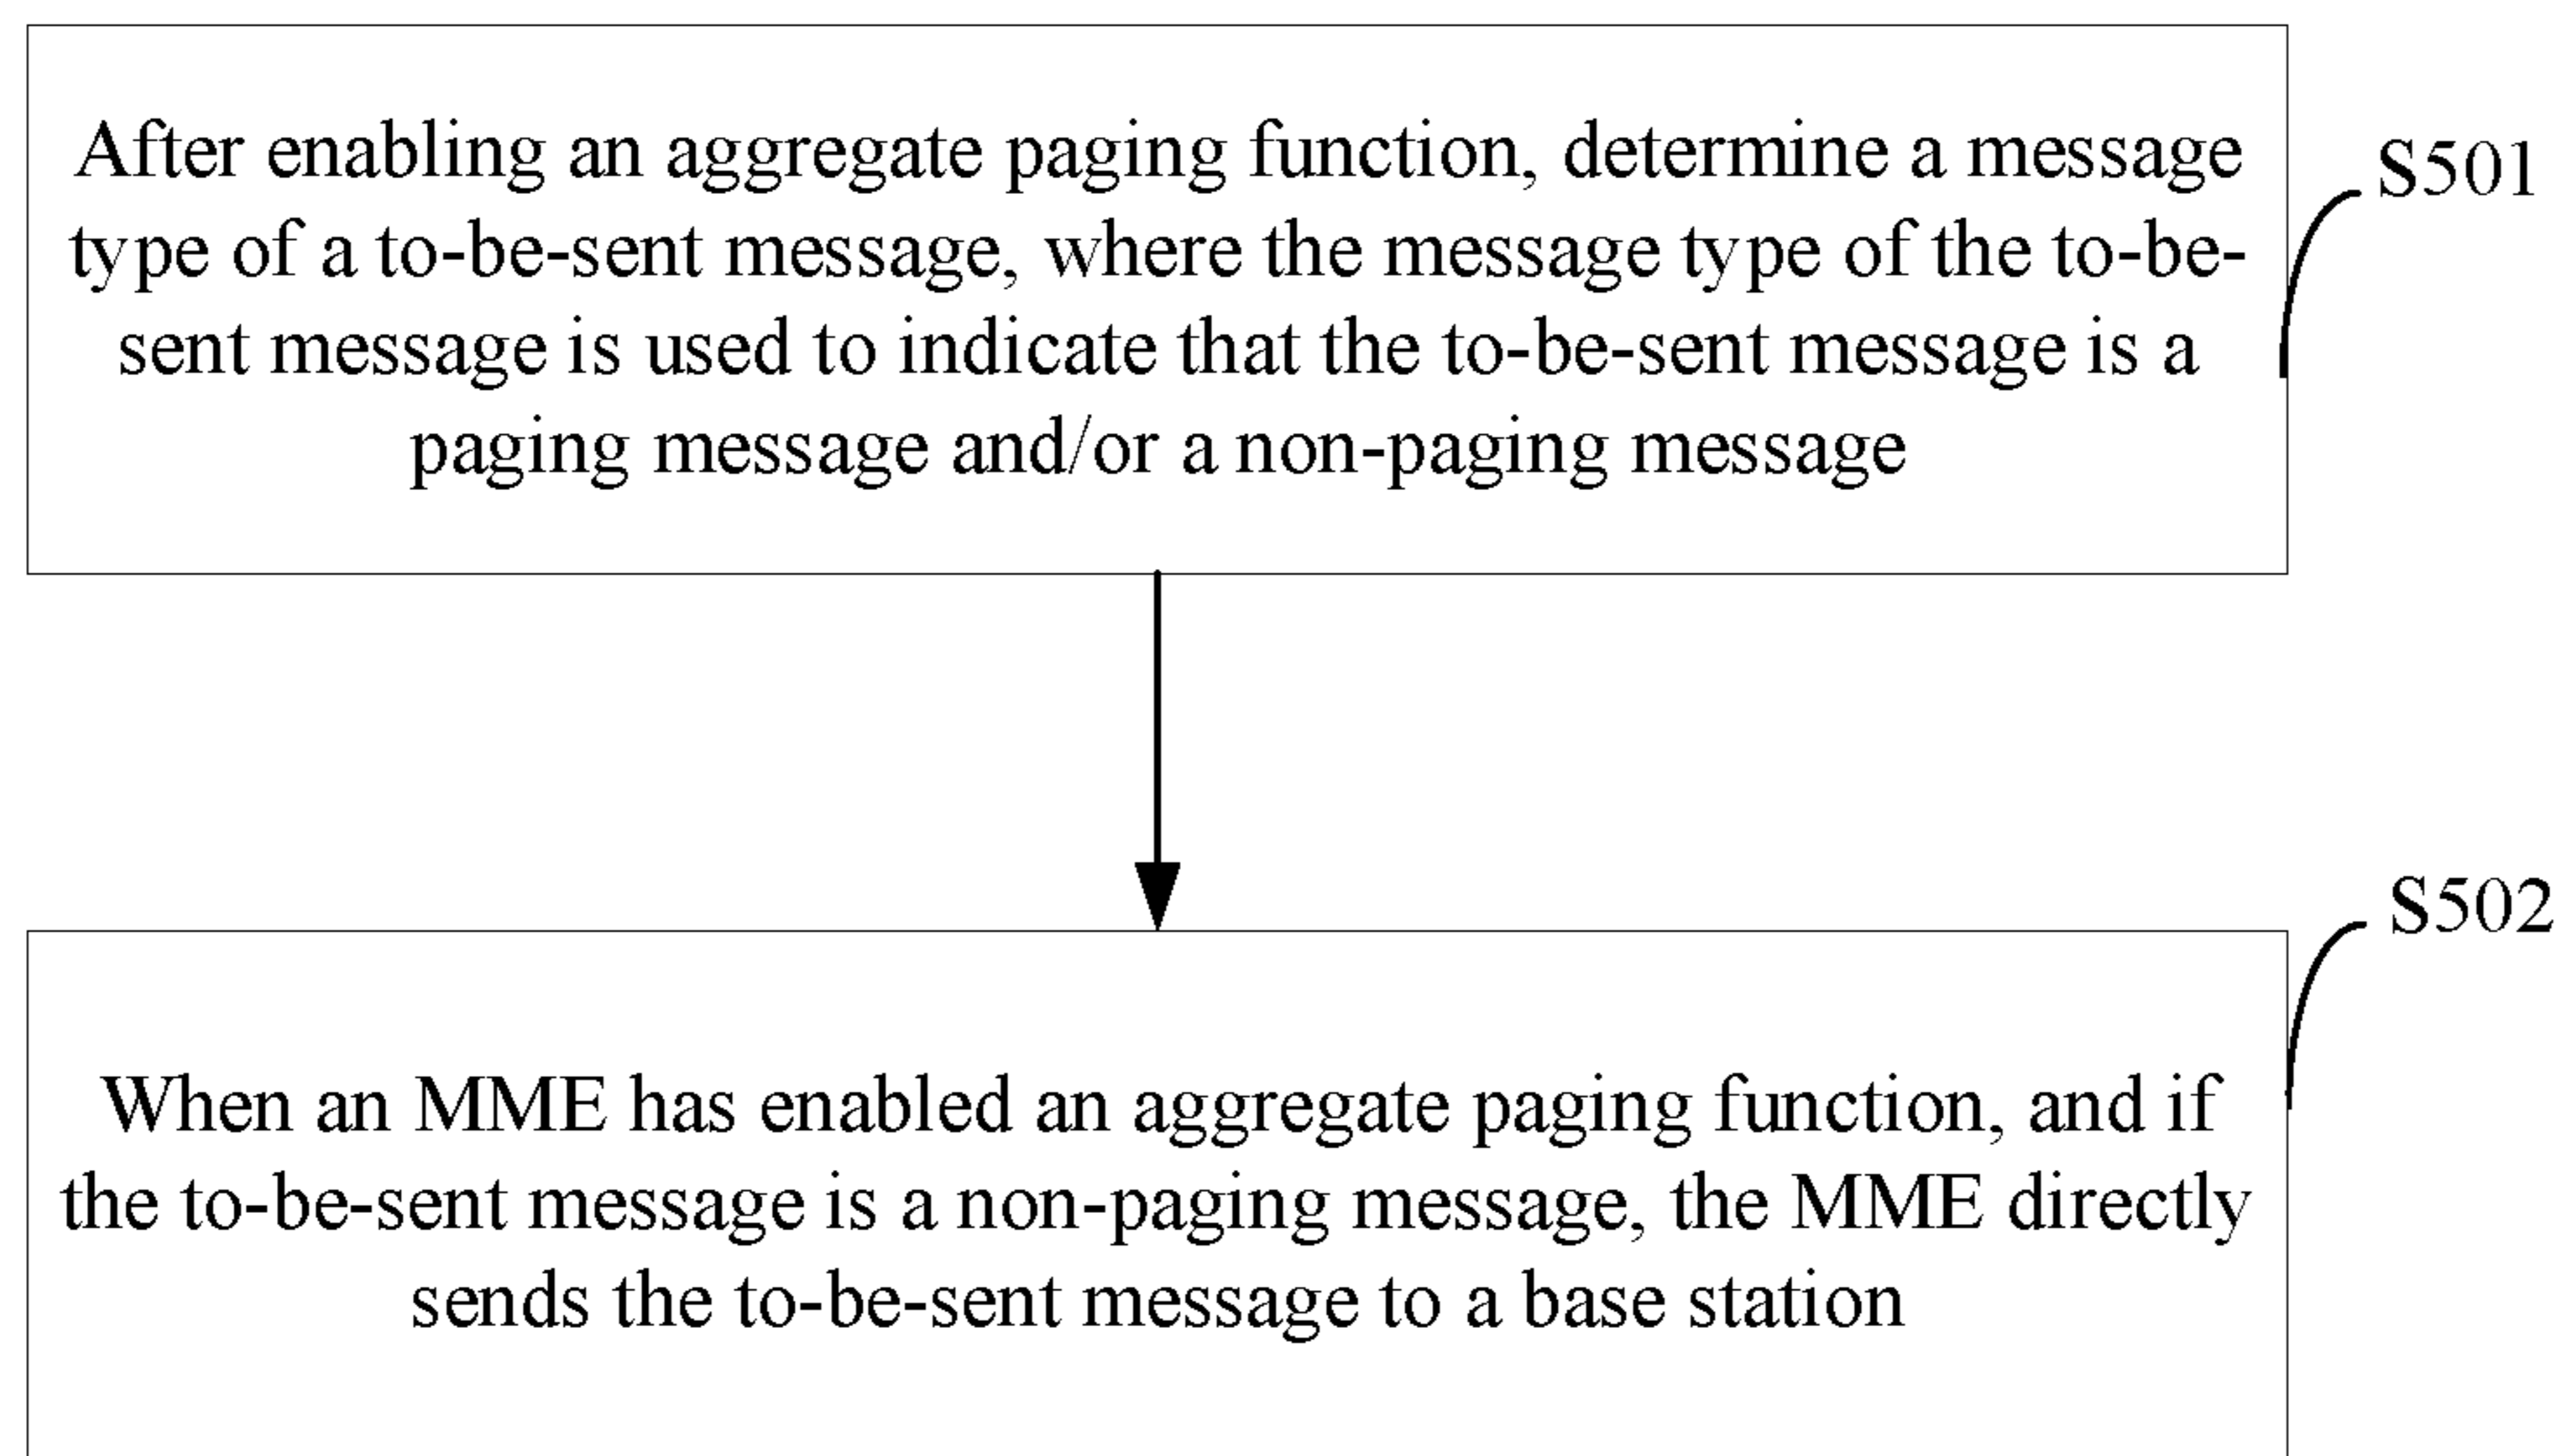 After enabling an aggregate paging function, determine a message
type of a to-be-sent message, where the message type of the to-be-
sent message is used to indicate that the to-be-sent message is a
paging message and/or a non-paging message
S501
S502
When an MME has enabled an aggregate paging function, and if
the to-be-sent message is a non-paging message, the MME directly
sends the to-be-sent message to a base station